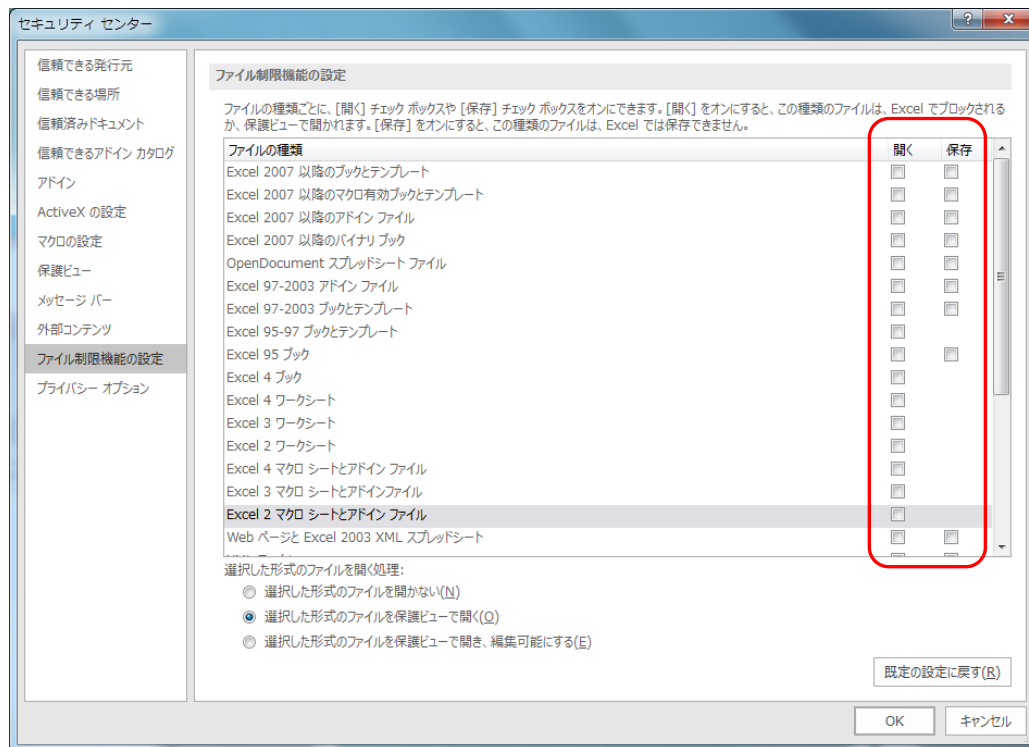 セキュリティ センター
信頼できる発行元
信頼できる場所
信頼済みドキュメント
信頼できるアドイン カタログ
アドイン
ActiveX の設定
マクロの設定
保護ビュー
メッセージ バー
外部コンテンツ
ファイル制限機能の設定
プライバシー オプション
ファイル制限機能の設定
ファイルの種類ごとに、[開く] チェック ボックスや [保存] チェック ボックスをオンにできます。[開く] をオンにすると、この種類のファイルは、Excel でブロックされる
か、保護ビューで開かれます。[保存] をオンにすると、この種類のファイルは、Excel では保存できません。
ファイルの種類 開く 保存
Excel 2007 以降のブックとテンプレート
Excel 2007 以降のマクロ有効ブックとテンプレート
Excel 2007 以降のアドイン ファイル
Excel 2007 以降のバイナリ ブック
OpenDocument スプレッドシート ファイル
Excel 97-2003 アドイン ファイル
Excel 97-2003 ブックとテンプレート
Excel 95-97 ブックとテンプレート
Excel 95 ブック
Excel 4 ブック
Excel 4 ワークシート
Excel 3 ワークシート
Excel 2 ワークシート
Excel 4 マクロ シートとアドイン ファイル
Excel 3 マクロ シートとアドインファイル
Excel 2 マクロ シートとアドイン ファイル
Web ページと Excel 2003 XML スプレッドシート
選択した形式のファイルを開く処理:
選択した形式のファイルを開かない(N)
選択した形式のファイルを保護ビューで開く(O)
選択した形式のファイルを保護ビューで開き、編集可能にする(E)
既定の設定に戻す(R)
OK キャンセル